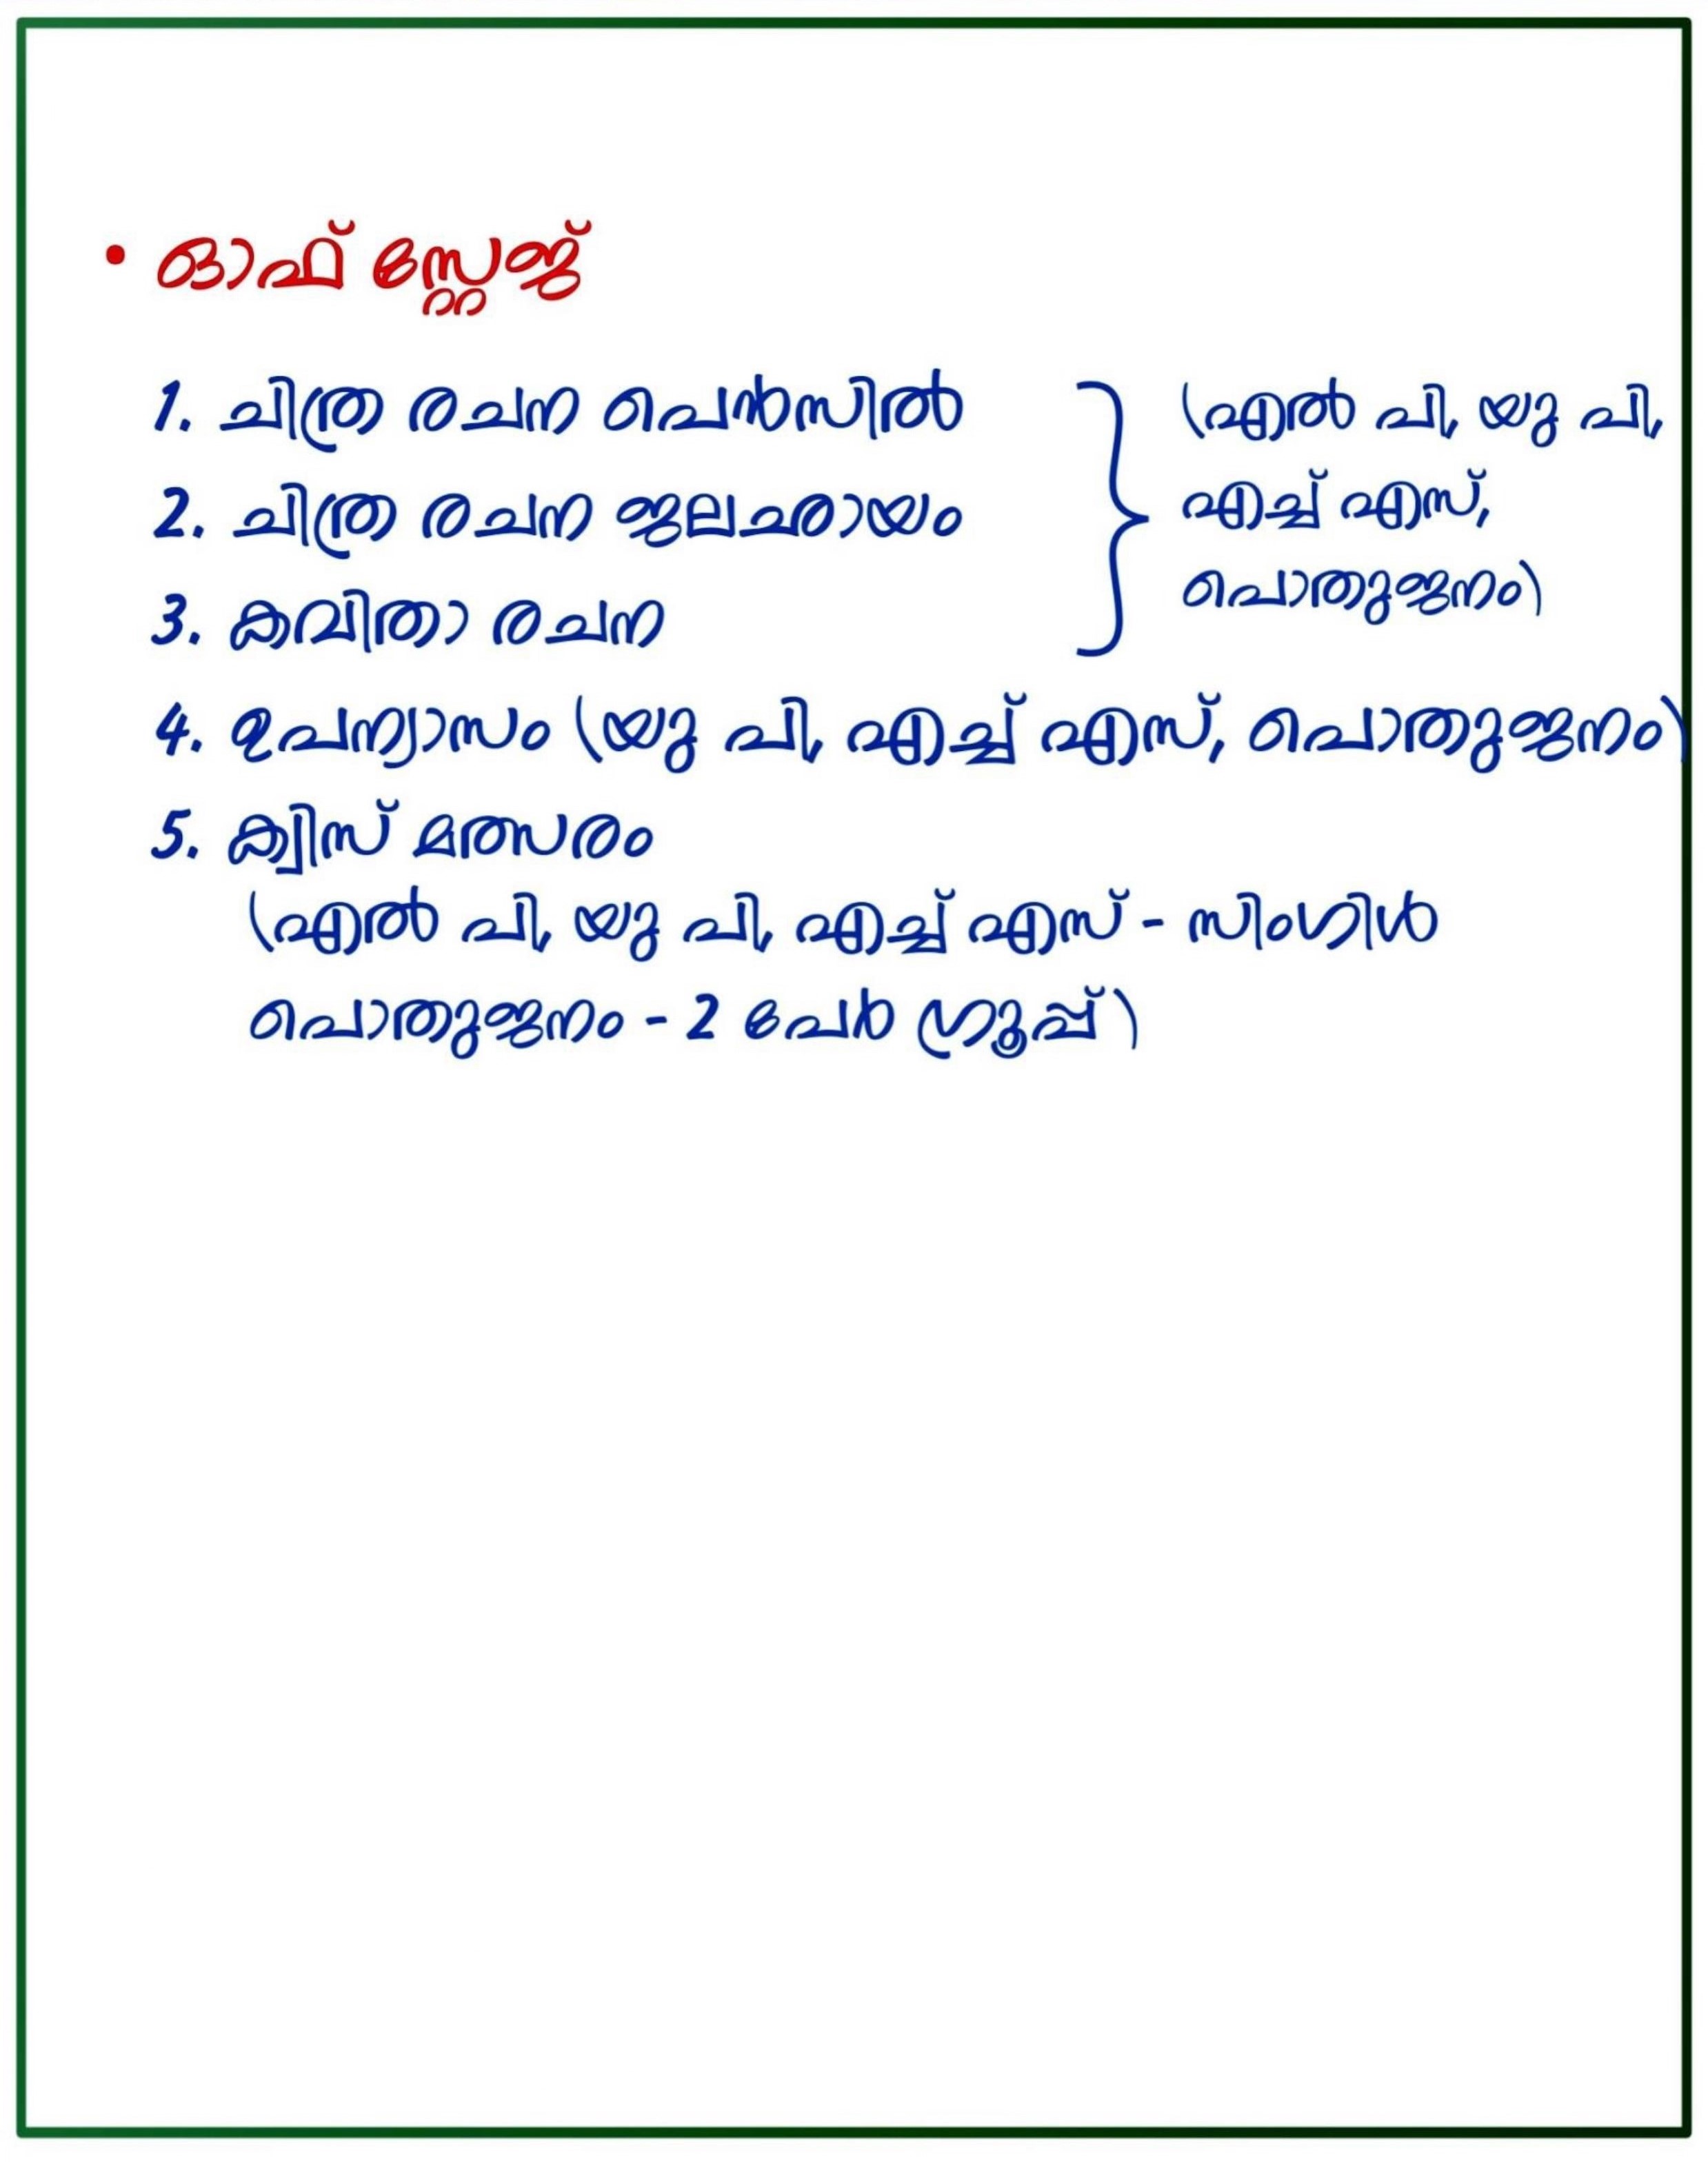 • ഓഫ് സ്റ്റേജ്
1. ചിത്ര രചന പെൻസിൽ
2. ചിത്ര രചന ജലഛായം
3. കവിതാ രചന
(എൽ പി, യു പി,
എച്ച് എസ്,
പൊതുജനം)
4. ഉപന്യാസം (യു പി, എച്ച് എസ്, പൊതുജനം)
5. ക്വിസ് മത്സരം
(എൽ പി, യു പി, എച്ച് എസ് - സിംഗിൾ
പൊതുജനം - 2 പേർ ഗ്രൂപ്പ് )